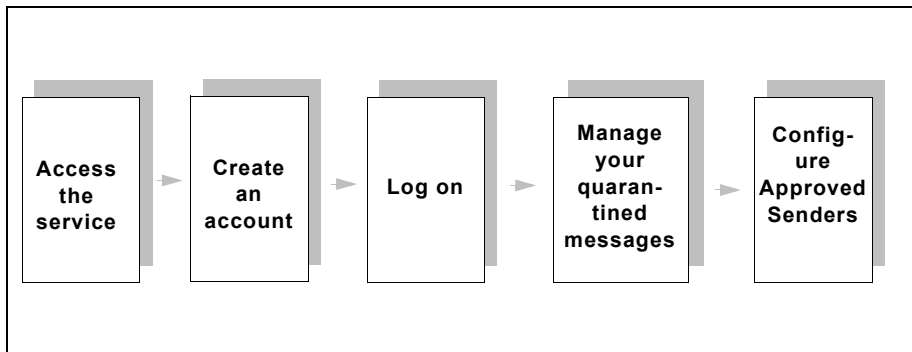 Access
the
service
Create
an
account
Log on
Manage
your
quaran-
tined
messages
Config-
ure
Approved
Senders